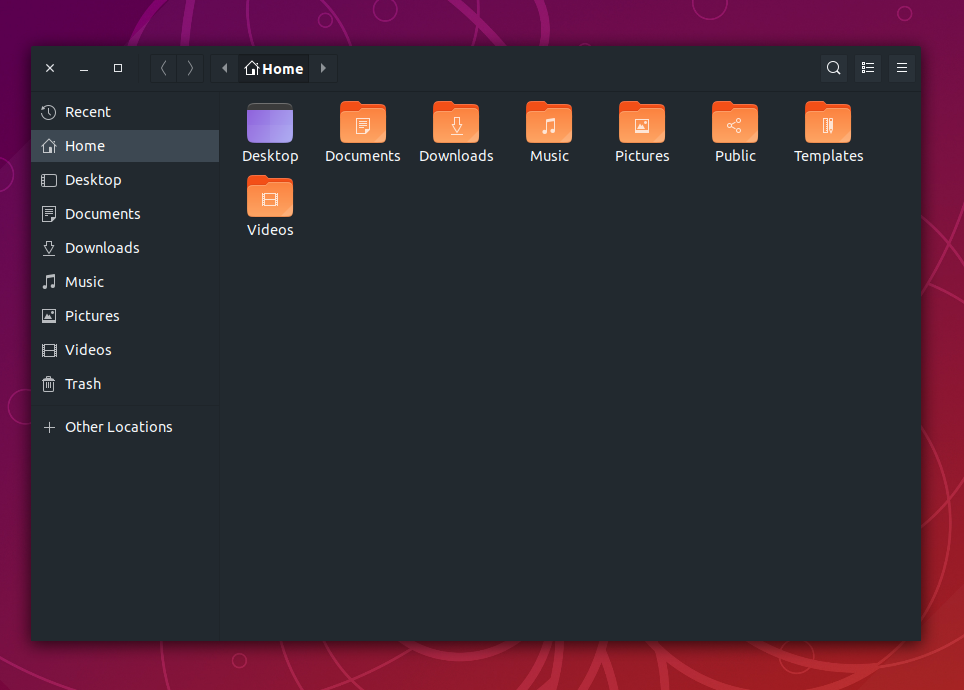 Home
Recent
Home
Desktop
Documents
Downloads
Music
Pictures
Videos
Trash
Other Locations
Desktop Documents Downloads Music Pictures Public Templates
Videos